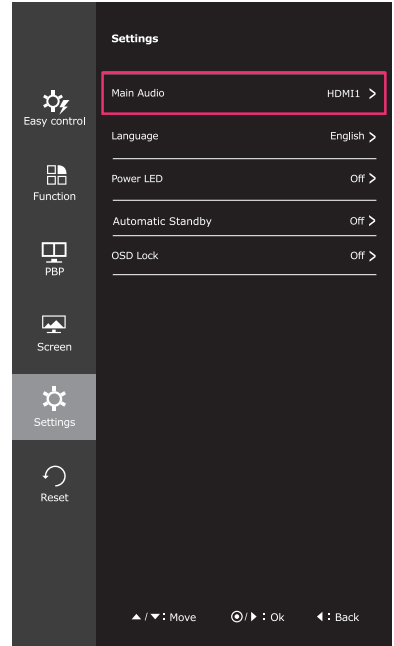 Settings
Main Audio HDMI1 >
Language English >
Power LED Off >
Automatic Standby Off >
OSD Lock Off >
Easy control
Function
PBP
Screen
Settings
Reset
▲ / ▼ : Move ◉ / ▶ : Ok ◀ : Back